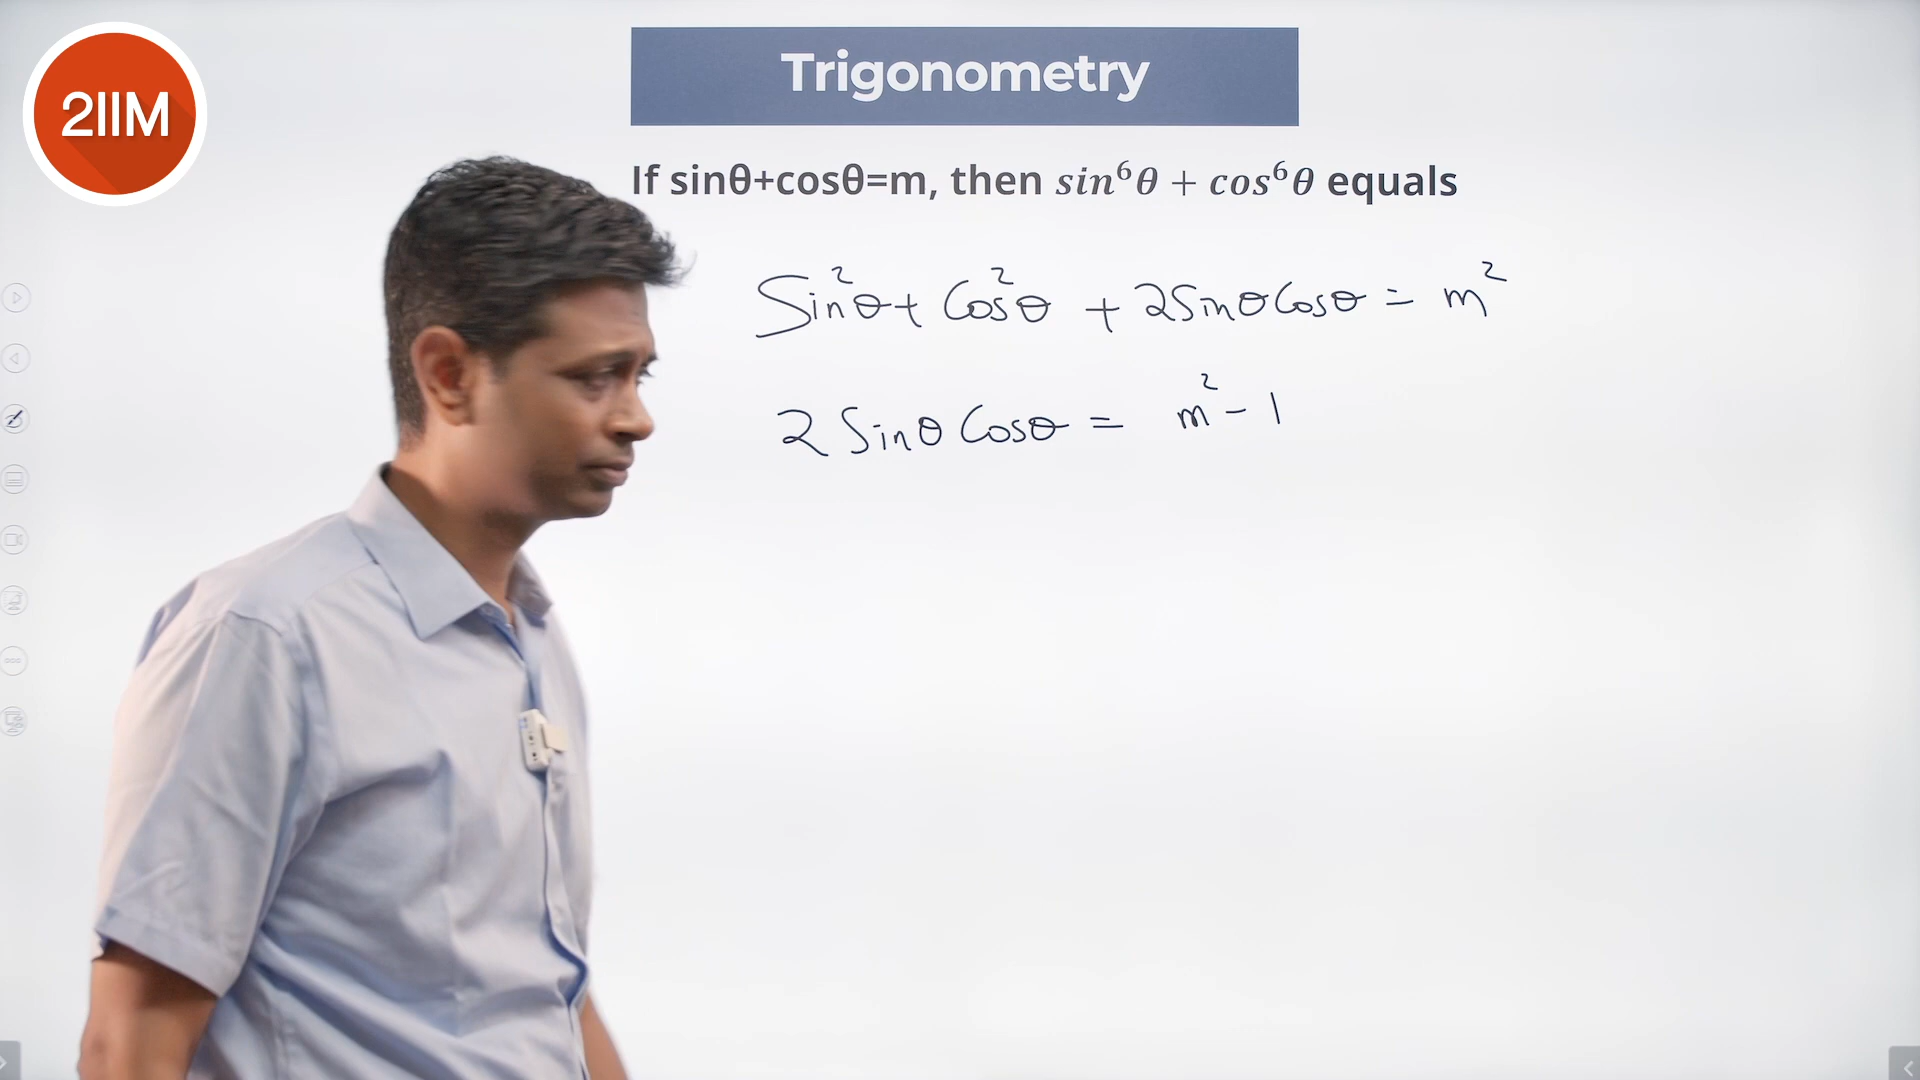 2IIM
Trigonometry
If sinθ+cosθ=m, then sin⁶θ + cos⁶θ equals
Sin²θ + Cos²θ + 2SinθCosθ = m²
2 Sinθ Cosθ = m² - 1